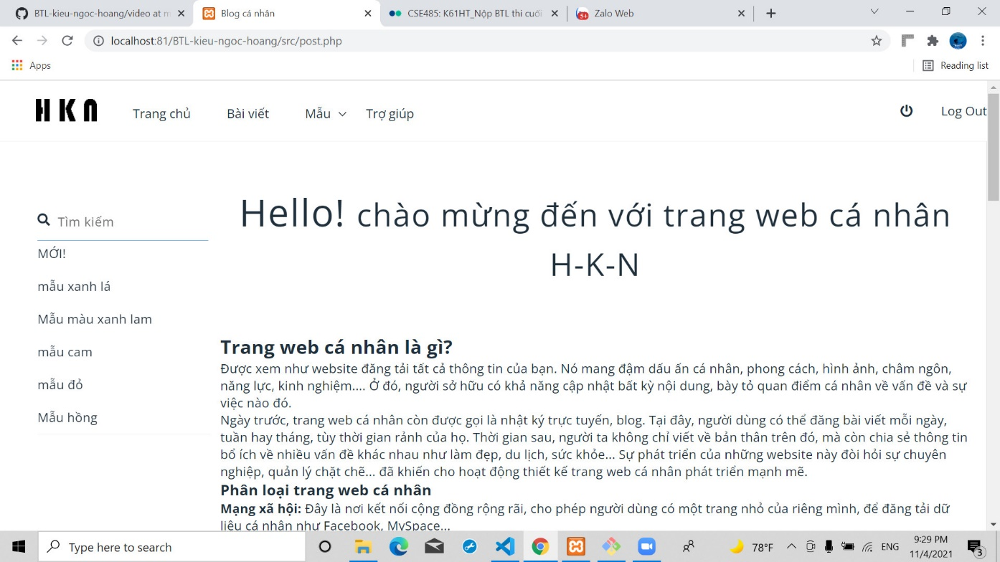 BTL-kieu-ngoc-hoang/video at m
Blog cá nhân
CSE485: K61HT_Nộp BTL thi cuối
5+
Zalo Web
localhost:81/BTL-kieu-ngoc-hoang/src/post.php
Apps
Reading list
HKN
Trang chủ
Bài viết
Mẫu
Trợ giúp
Log Out
Tìm kiếm
MỚI!
mẫu xanh lá
Mẫu màu xanh lam
mẫu cam
mẫu đỏ
Mẫu hồng
Hello! chào mừng đến với trang web cá nhân
H-K-N
Trang web cá nhân là gì?
Được xem như website đăng tải tất cả thông tin của bạn. Nó mang đậm dấu ấn cá nhân, phong cách, hình ảnh, châm ngôn,
năng lực, kinh nghiệm.... Ở đó, người sở hữu có khả năng cập nhật bất kỳ nội dung, bày tỏ quan điểm cá nhân về vấn đề và sự
việc nào đó.
Ngày trước, trang web cá nhân còn được gọi là nhật ký trực tuyến, blog. Tại đây, người dùng có thể đăng bài viết mỗi ngày,
tuần hay tháng, tùy thời gian rảnh của họ. Thời gian sau, người ta không chỉ viết về bản thân trên đó, mà còn chia sẻ thông tin
bổ ích về nhiều vấn đề khác nhau như làm đẹp, du lịch, sức khỏe... Sự phát triển của những website này đòi hỏi sự chuyên
nghiệp, quản lý chặt chẽ... đã khiến cho hoạt động thiết kế trang web cá nhân phát triển mạnh mẽ.
Phân loại trang web cá nhân
Mạng xã hội: Đây là nơi kết nối cộng đồng rộng rãi, cho phép người dùng có một trang nhỏ của riêng mình, để đăng tải dữ
liệu cá nhân như Facebook, MySpace...
Type here to search
78°F
ENG
9:29 PM
11/4/2021
3